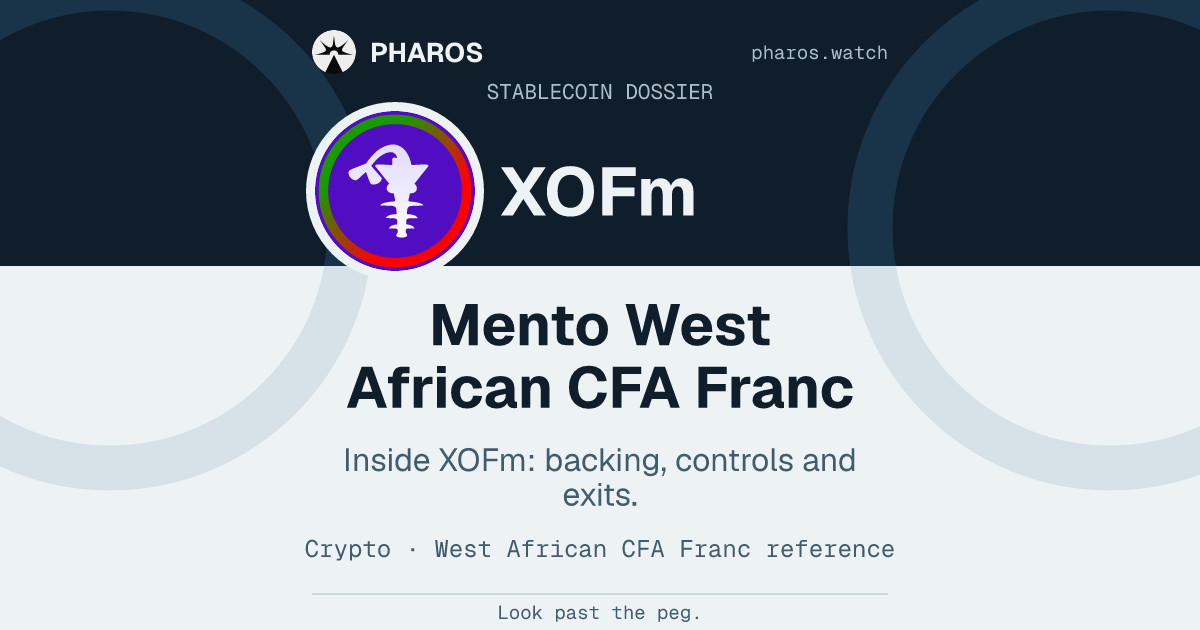 PHAROS
pharos.watch
STABLECOIN DOSSIER
XOFm
Mento West
African CFA Franc
Inside XOFm: backing, controls and
exits.
Crypto · West African CFA Franc reference
Look past the peg.